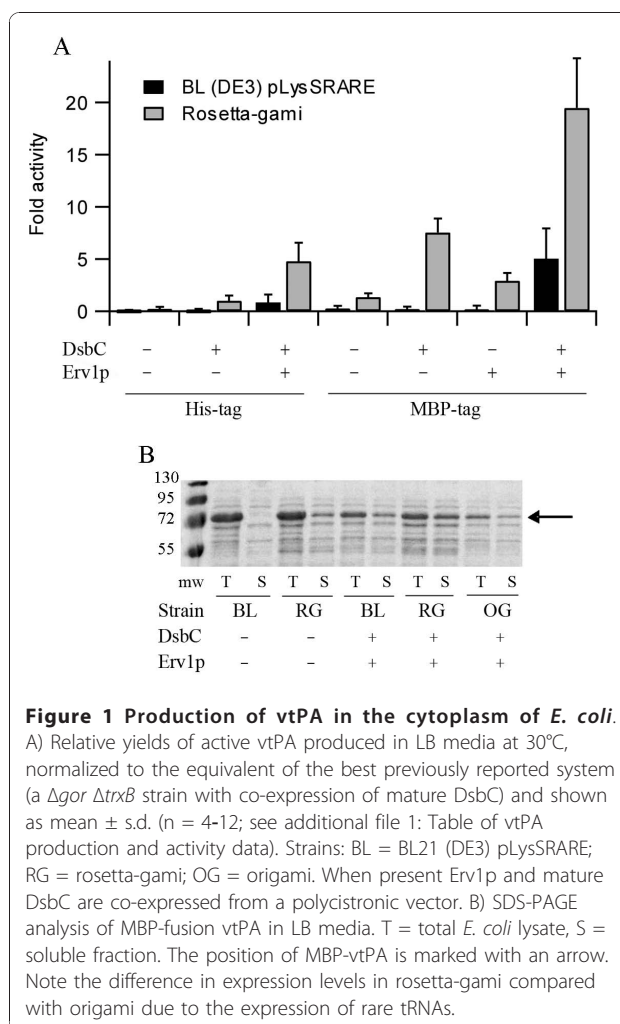 A
BL (DE3) pLysSRARE
Rosetta-gami
Fold activity
20
15
10
5
0
DsbC − + + − + − +
Erv1p − − + − − + +
His-tag MBP-tag
B
130
95
72
55
mw T S T S T S T S T S
Strain BL RG BL RG OG
DsbC − − + + +
Erv1p − − + + +
Figure 1 Production of vtPA in the cytoplasm of E. coli.
A) Relative yields of active vtPA produced in LB media at 30°C,
normalized to the equivalent of the best previously reported system
(a Δgor ΔtrxB strain with co-expression of mature DsbC) and shown
as mean ± s.d. (n = 4-12; see additional file 1: Table of vtPA
production and activity data). Strains: BL = BL21 (DE3) pLysSRARE;
RG = rosetta-gami; OG = origami. When present Erv1p and mature
DsbC are co-expressed from a polycistronic vector. B) SDS-PAGE
analysis of MBP-fusion vtPA in LB media. T = total E. coli lysate, S =
soluble fraction. The position of MBP-vtPA is marked with an arrow.
Note the difference in expression levels in rosetta-gami compared
with origami due to the expression of rare tRNAs.